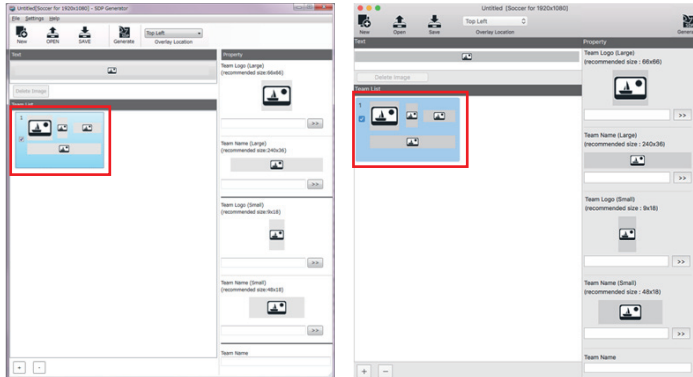 Untitled[Soccer for 1920x1080] - SDP Generator
File Settings Help
New
OPEN
SAVE
Generate
Top Left
Overlay Location
Text
Delete Image
Team List
1
+
-
Property
Team Logo (Large)
(recommended size:66x66)
>>
Team Name (Large)
(recommended size:240x36)
>>
Team Logo (Small)
(recommended size:9x18)
>>
Team Name (Small)
(recommended size:48x18)
>>
Team Name
Untitled [Soccer for 1920x1080]
New
Open
Save
Top Left
Overlay Location
Genera
Text
Delete Image
Team List
1
+
−
Property
Team Logo (Large)
(recommended size : 66x66)
>>
Team Name (Large)
(recommended size : 240x36)
>>
Team Logo (Small)
(recommended size : 9x18)
>>
Team Name (Small)
(recommended size : 48x18)
>>
Team Name